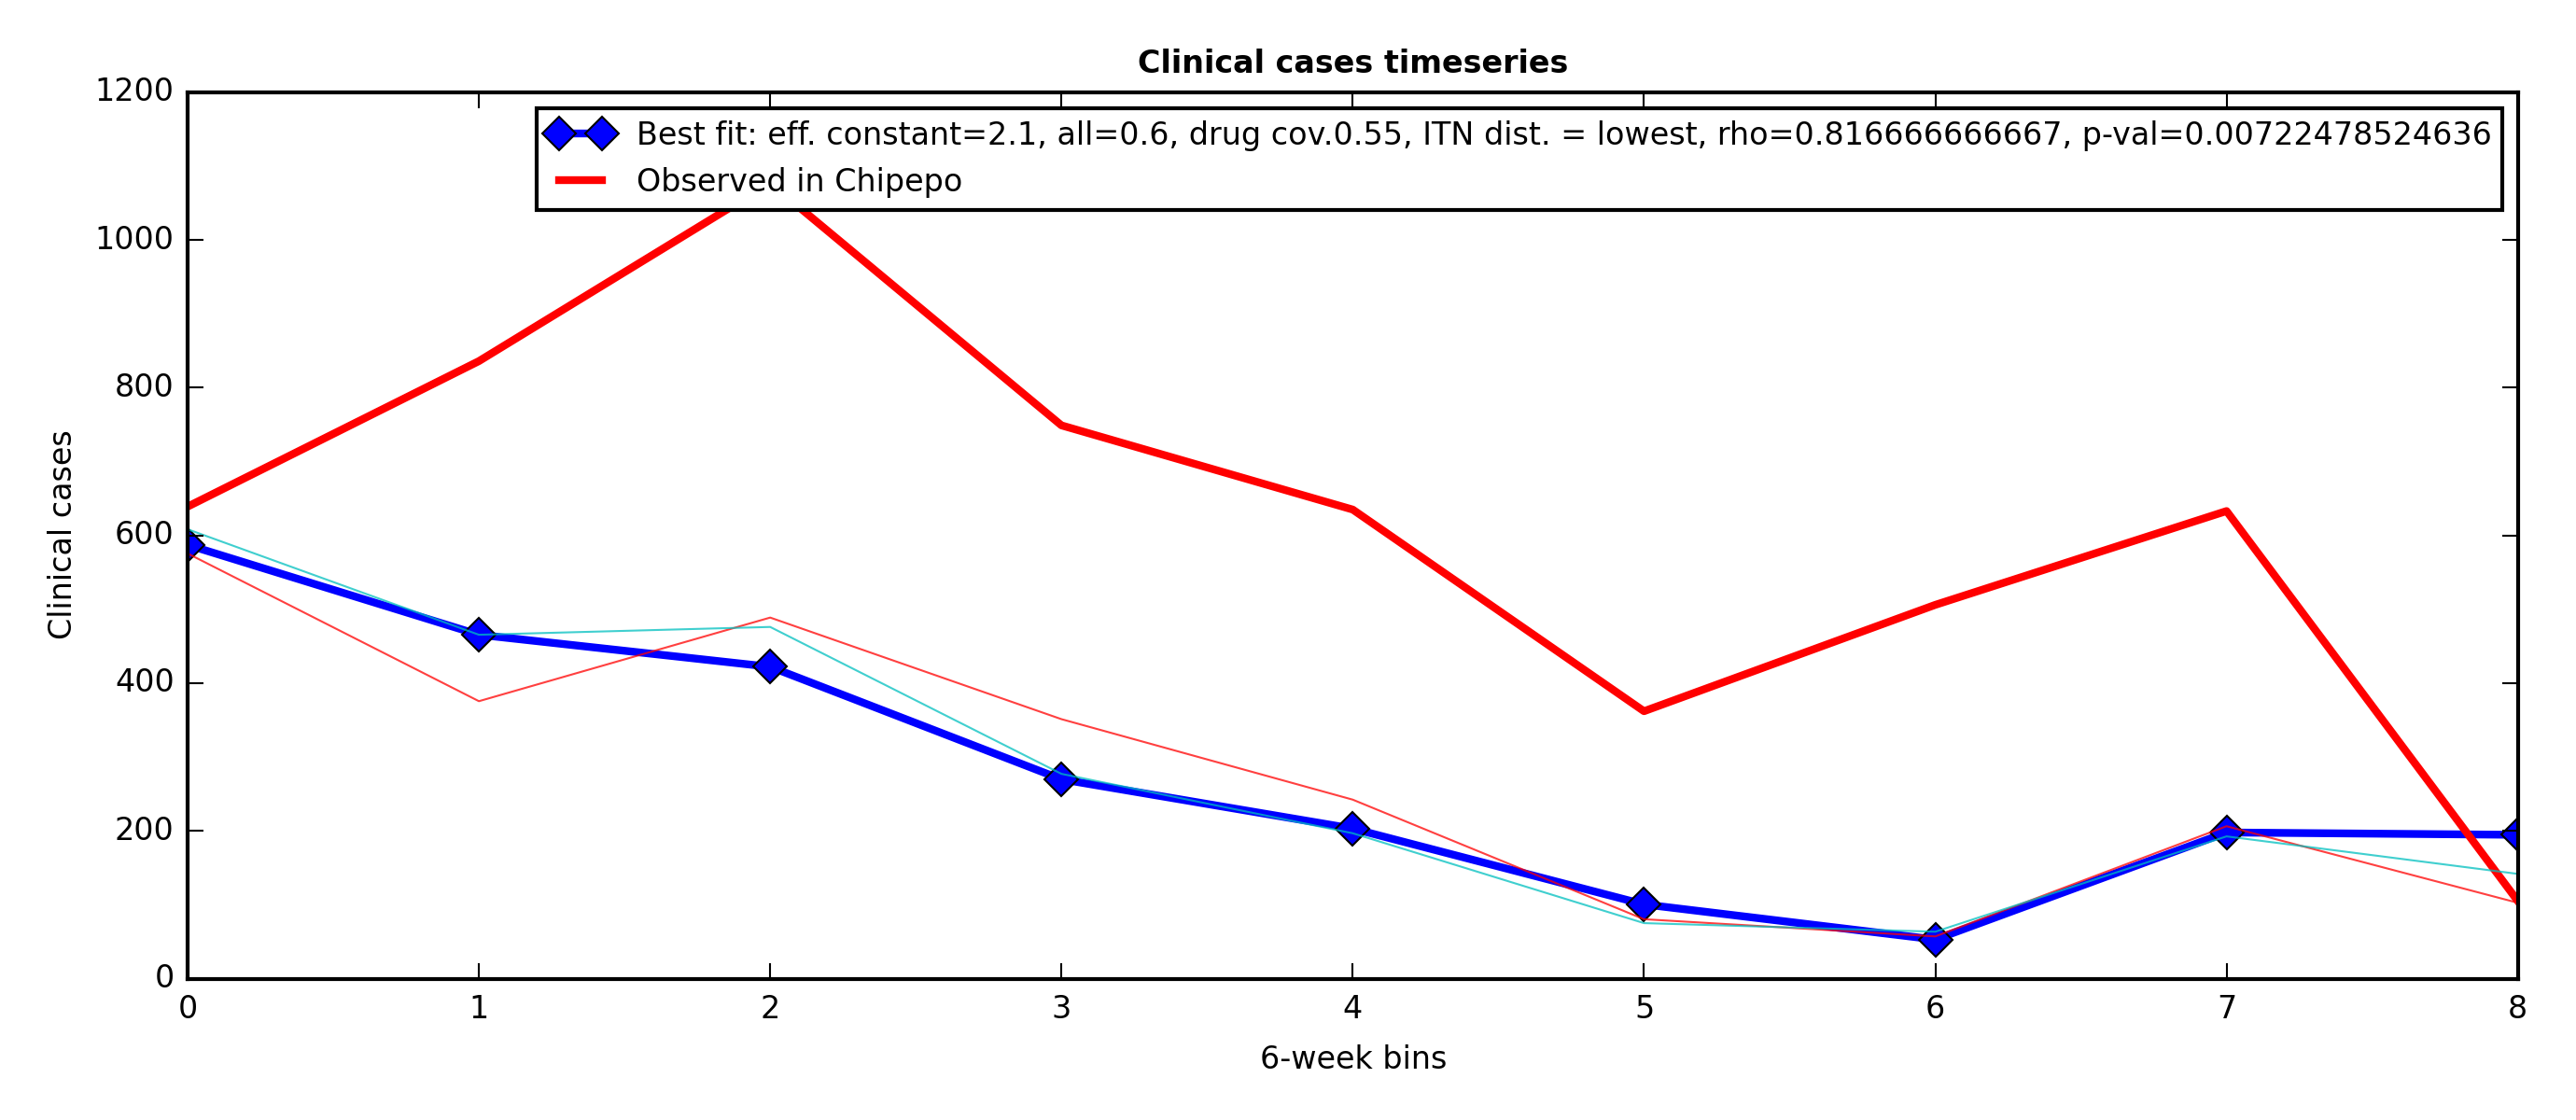 Clinical cases timeseries
1200
1000
800
600
400
200
0
Clinical cases
Best fit: eff. constant=2.1, all=0.6, drug cov.0.55, ITN dist. = lowest, rho=0.816666666667, p-val=0.00722478524636
Observed in Chipepo
0 1 2 3 4 5 6 7 8
6-week bins